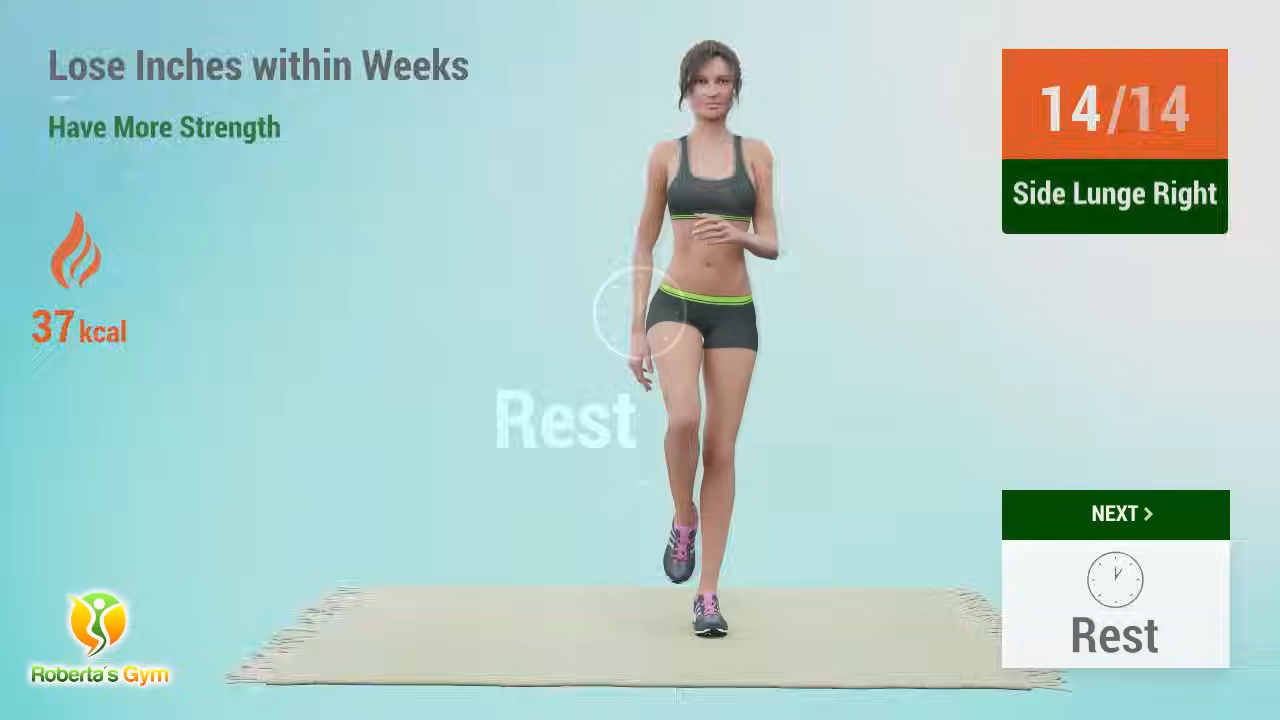 Lose Inches within Weeks
Have More Strength
14/14
Side Lunge Right
37 kcal
Rest
NEXT >
Rest
Roberta's Gym